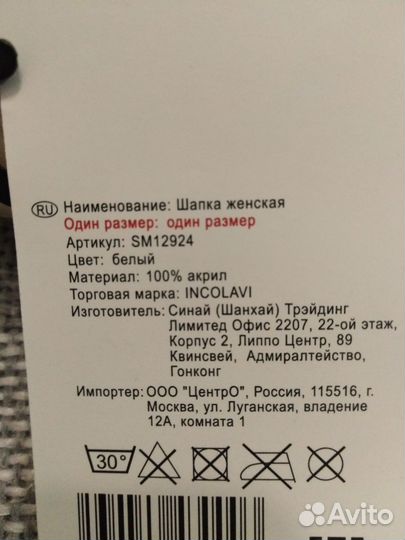 RU Наименование: Шапка женская
Один размер: один размер
Артикул: SM12924
Цвет: белый
Материал: 100% акрил
Торговая марка: INCOLAVI
Изготовитель: Синай (Шанхай) Трэйдинг
Лимитед Офис 2207, 22-ой этаж,
Корпус 2, Липпо Центр, 89
Квинсвей, Адмиралтейство,
Гонконг
Импортер: ООО "ЦентрО", Россия, 115516, г.
Москва, ул. Луганская, владение
12А, комната 1
30°
Avito